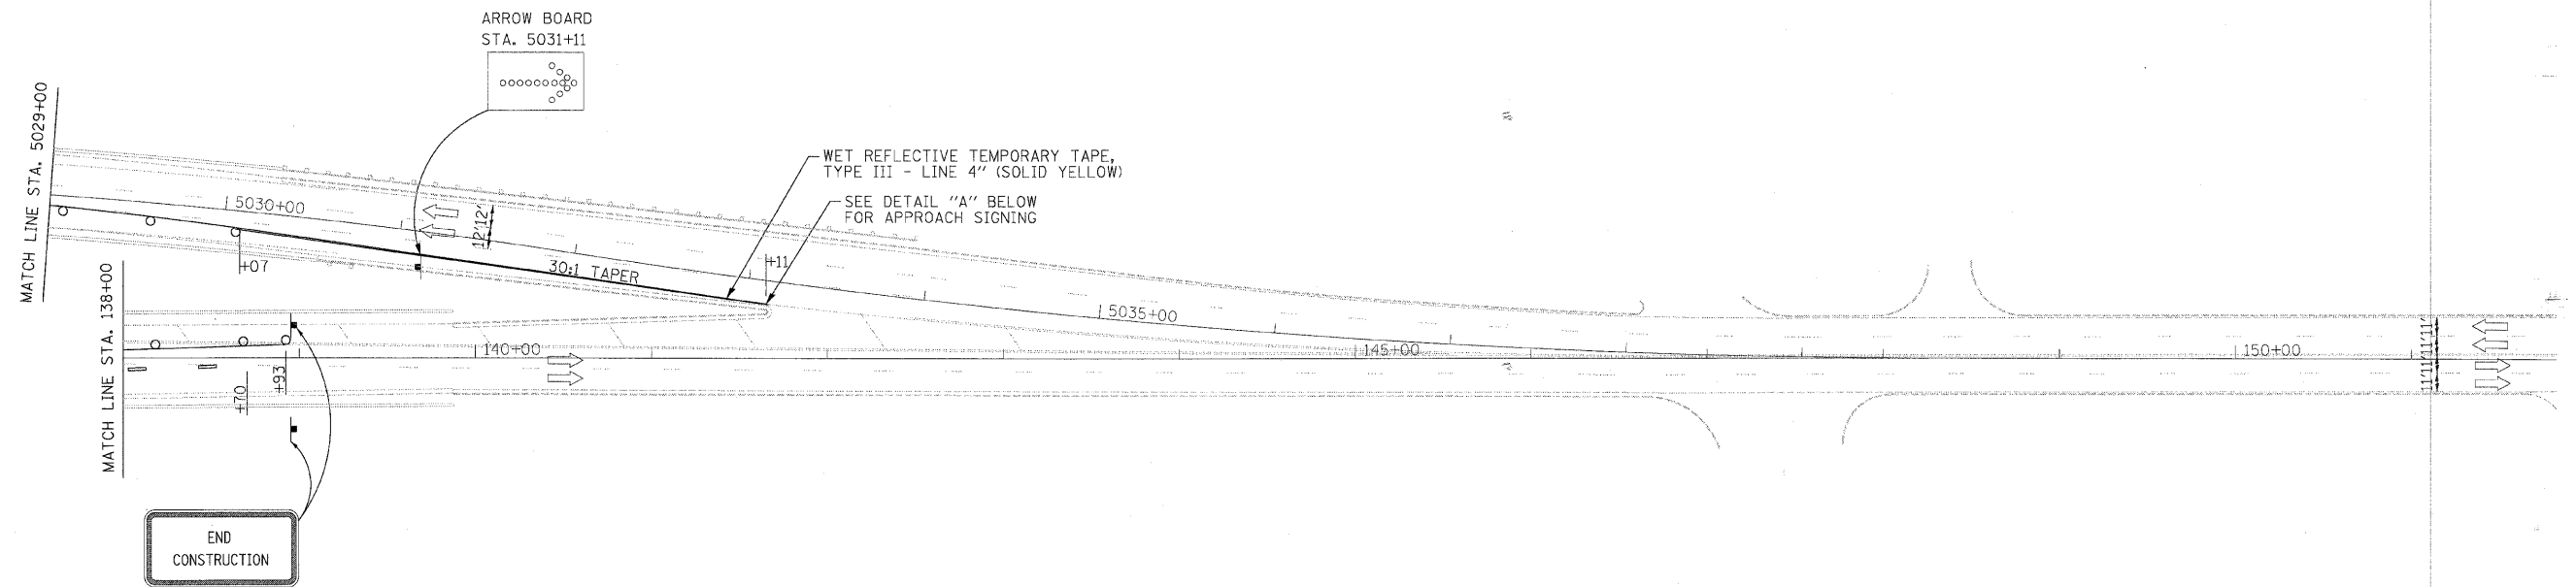 ARROW BOARD
STA. 5031+11
MATCH LINE STA. 5029+00
5030+00
12'12'
WET REFLECTIVE TEMPORARY TAPE,
TYPE III - LINE 4" (SOLID YELLOW)
SEE DETAIL "A" BELOW
FOR APPROACH SIGNING
+07
30:1 TAPER
+11
5035+00
MATCH LINE STA. 138+00
140+00
145+00
150+00
11'11'11'11'
+70
+93
END
CONSTRUCTION